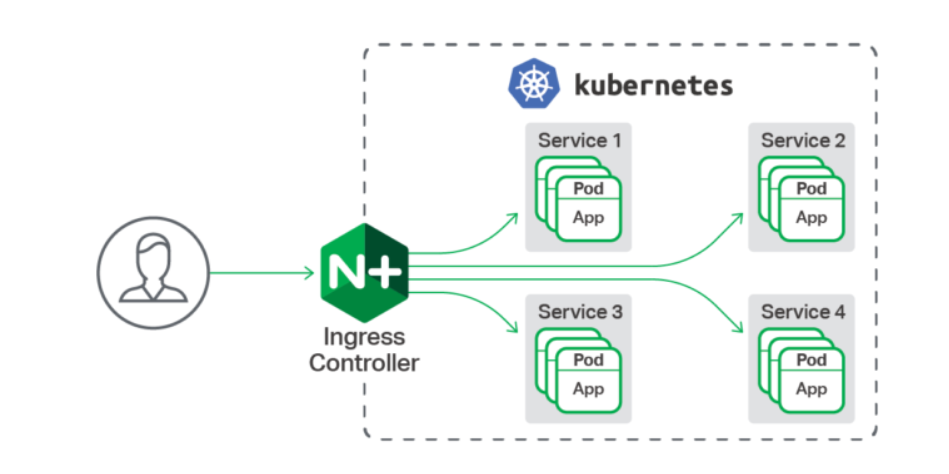 kubernetes
Service 1
Pod
App
Service 2
Pod
App
N+
Ingress
Controller
Service 3
Pod
App
Service 4
Pod
App